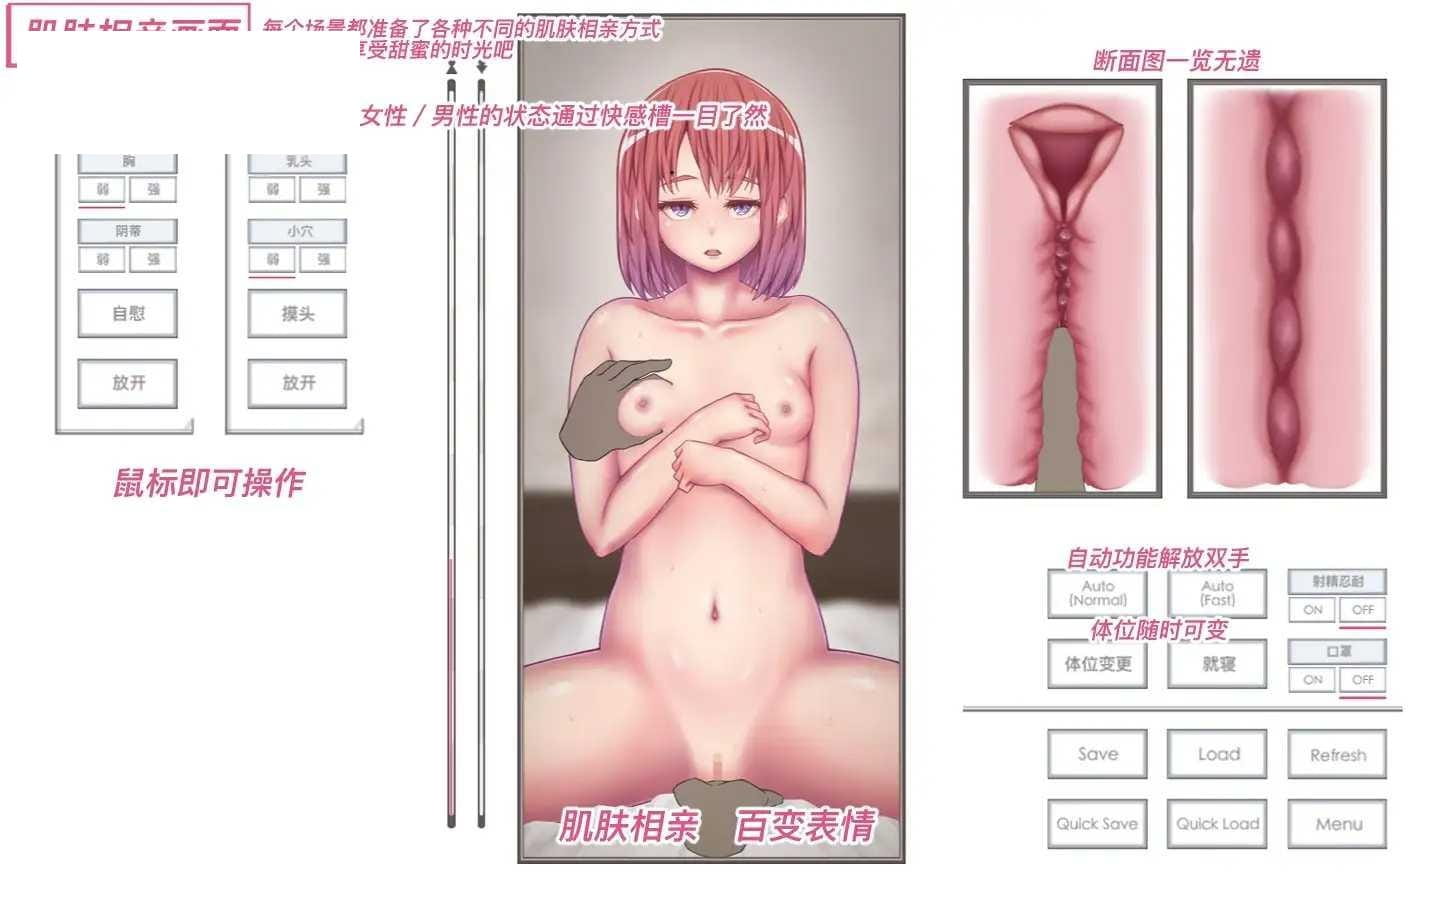 肌肤相亲画面
每个场景都准备了各种不同的肌肤相亲方式
享受甜蜜的时光吧
断面图一览无遗
女性 / 男性的状态通过快感槽一目了然
胸
乳头
弱
强
弱
强
阴蒂
小穴
弱
强
弱
强
自慰
摸头
放开
放开
鼠标即可操作
自动功能解放双手
Auto
(Normal)
Auto
(Fast)
射精忍耐
ON
OFF
体位随时可变
体位变更
就寝
口罩
ON
OFF
Save
Load
Refresh
肌肤相亲
百变表情
Quick Save
Quick Load
Menu